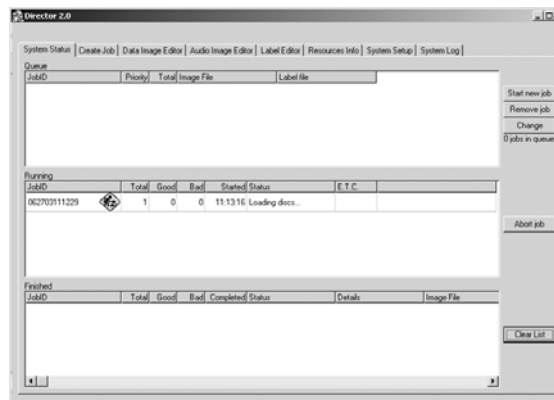 Director 2.0
System Status Create Job Data Image Editor Audio Image Editor Label Editor Resources Info System Setup System Log
Queue
JobID Priority Total Image File Label file
Start new job
Remove job
Change
0 jobs in queue
Running
JobID Total Good Bad Started Status E.T.C.
062703111229 1 0 0 11:13:16 Loading discs...
Abort job
Finished
JobID Total Good Bad Completed Status Details Image File
Clear List